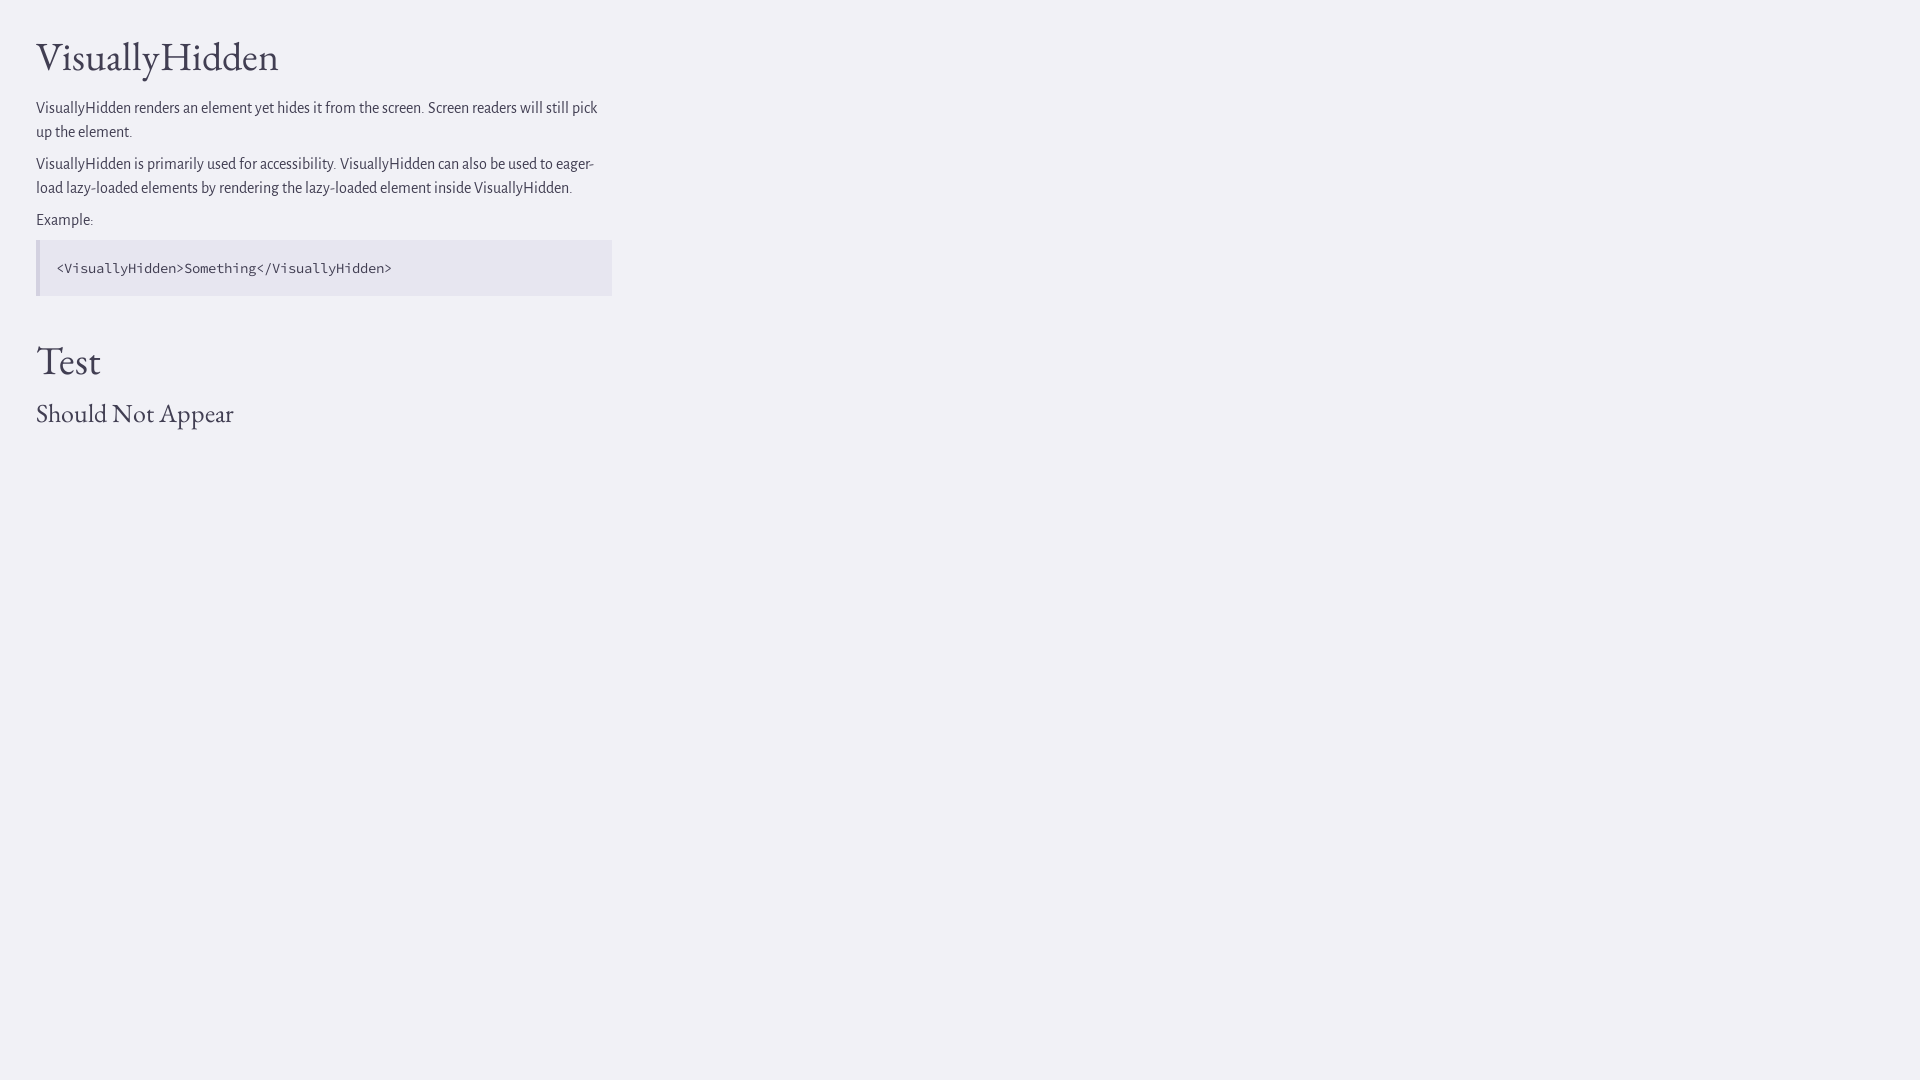 VisuallyHidden
VisuallyHidden renders an element yet hides it from the screen. Screen readers will still pick
up the element.
VisuallyHidden is primarily used for accessibility. VisuallyHidden can also be used to eager-
load lazy-loaded elements by rendering the lazy-loaded element inside VisuallyHidden.
Example:
<VisuallyHidden>Something</VisuallyHidden>
Test
Should Not Appear